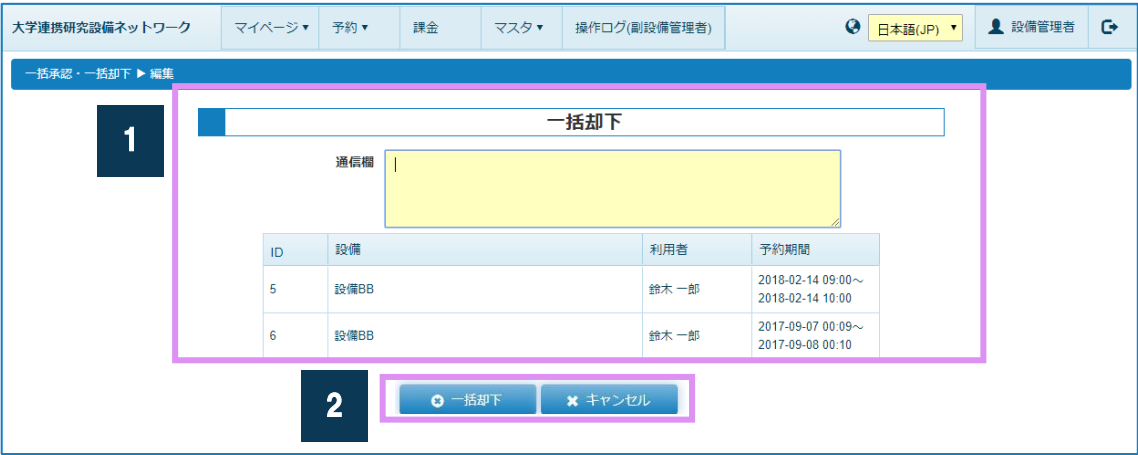 大学連携研究設備ネットワーク マイページ▼ 予約▼ 課金 マスタ▼ 操作ログ(副設備管理者) 日本語(JP) ▼ 設備管理者
一括承認・一括却下 ▶ 編集
1
一括却下
通信欄
ID 設備 利用者 予約期間
5 設備BB 鈴木 一郎 2018-02-14 09:00～
2018-02-14 10:00
6 設備BB 鈴木 一郎 2017-09-07 00:09～
2017-09-08 00:10
2
一括却下 キャンセル